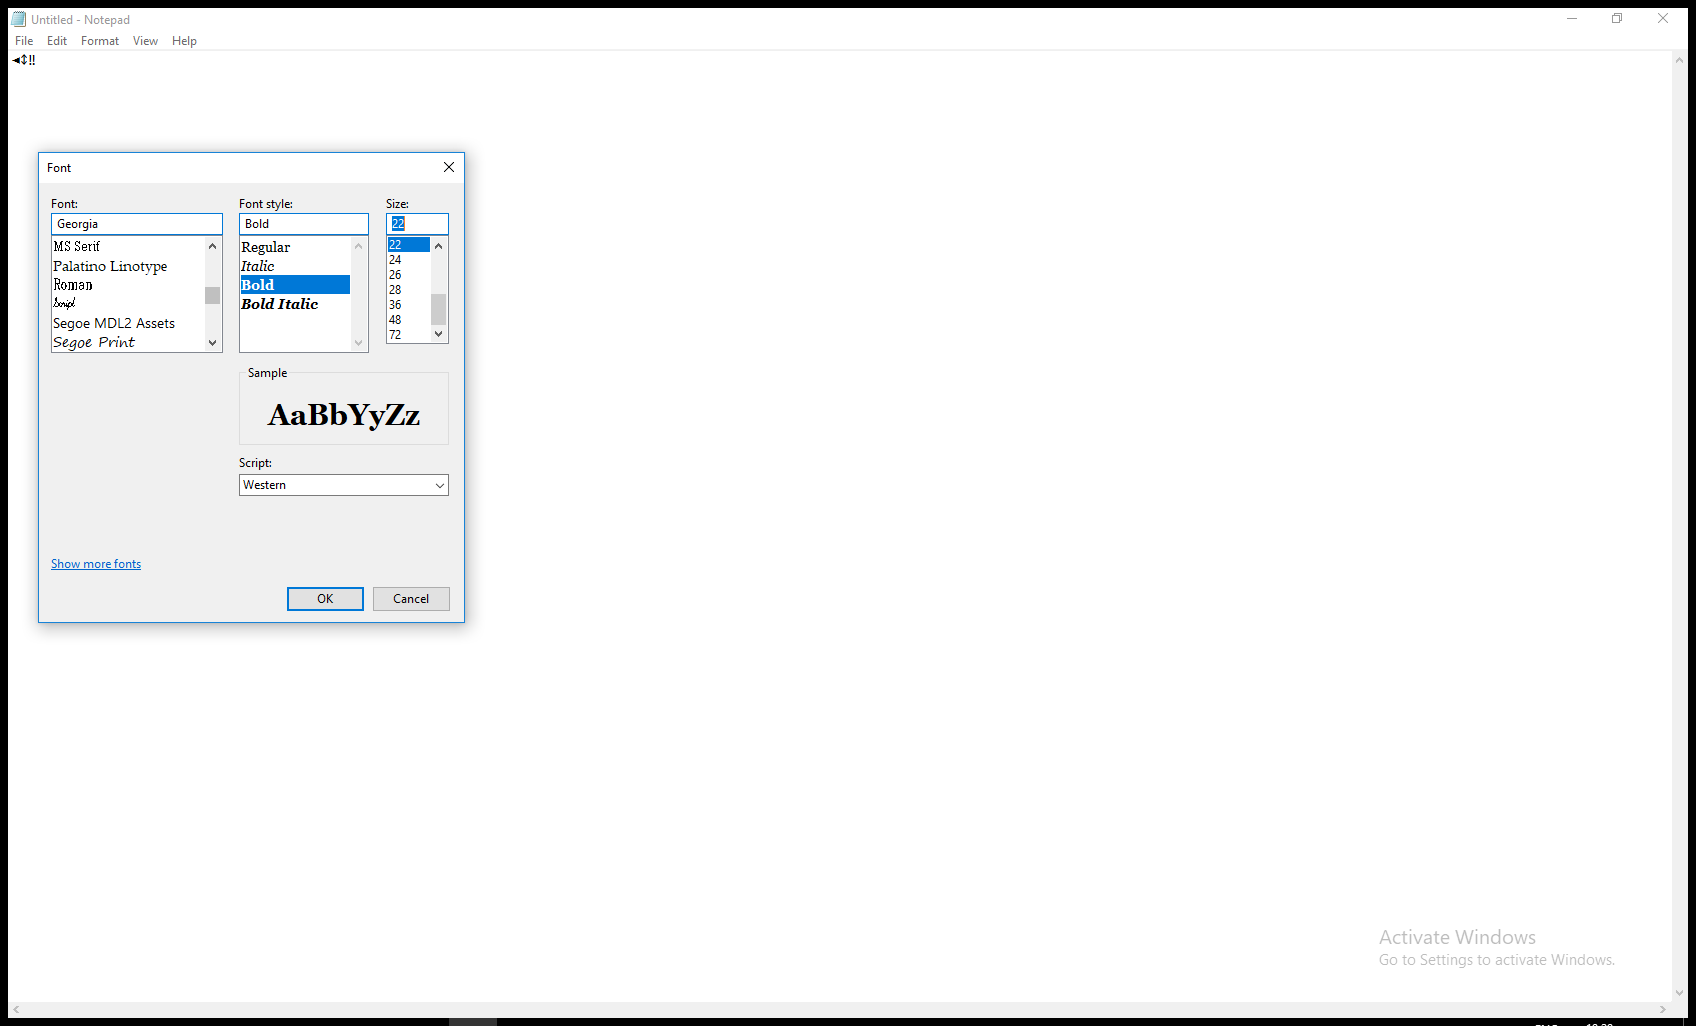 Untitled - Notepad
File Edit Format View Help
◄↕‼
Font
Font: Font style: Size:
Georgia Bold 22
MS Serif
Palatino Linotype
Roman
Script
Segoe MDL2 Assets
Segoe Print
Regular
Italic
Bold
Bold Italic
22
24
26
28
36
48
72
Sample
AaBbYyZz
Script:
Western
Show more fonts
OK Cancel
Activate Windows
Go to Settings to activate Windows.